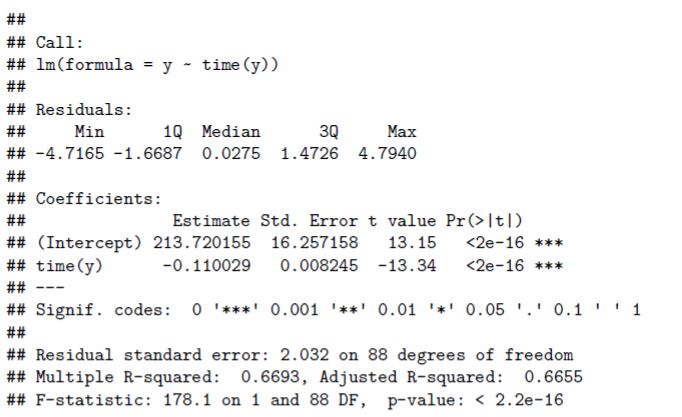 ##
## Call:
## lm(formula = y ~ time(y))
##
## Residuals:
##     Min      1Q  Median      3Q     Max
## -4.7165 -1.6687  0.0275  1.4726  4.7940
##
## Coefficients:
##               Estimate Std. Error t value Pr(>|t|)
## (Intercept) 213.720155  16.257158   13.15   <2e-16 ***
## time(y)      -0.110029   0.008245  -13.34   <2e-16 ***
## ---
## Signif. codes:  0 '***' 0.001 '**' 0.01 '*' 0.05 '.' 0.1 ' ' 1
##
## Residual standard error: 2.032 on 88 degrees of freedom
## Multiple R-squared:  0.6693, Adjusted R-squared:  0.6655
## F-statistic: 178.1 on 1 and 88 DF,  p-value: < 2.2e-16